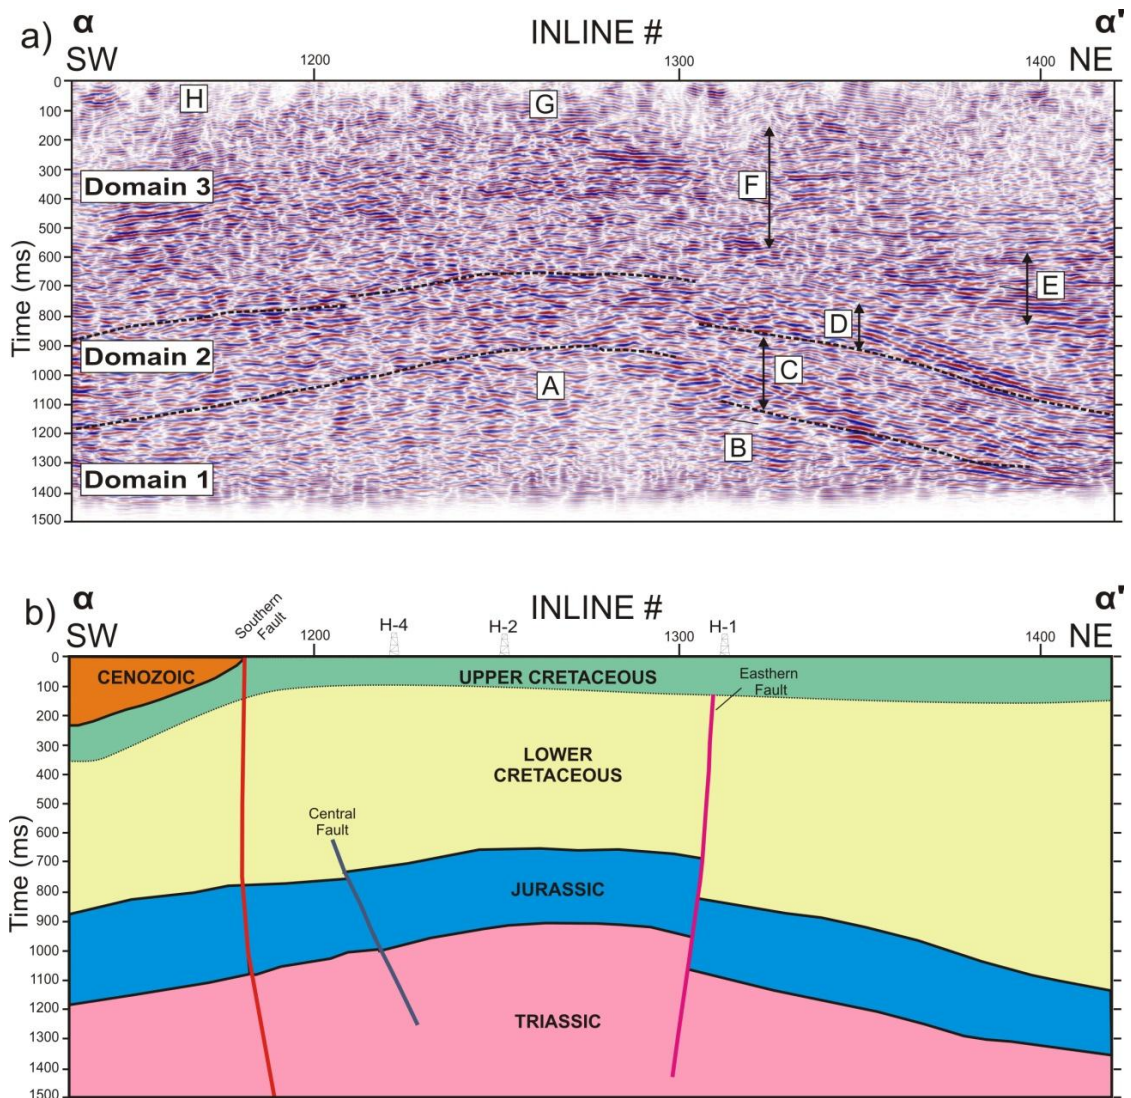 α
α'
a)
INLINE #
SW
1200
1300
1400
NE
0
100
200
300
400
500
600
700
800
900
1000
1100
1200
1300
1400
1500
Time (ms)
H
G
Domain 3
F
E
D
Domain 2
C
A
B
Domain 1
α
α'
b)
INLINE #
SW
Southern
Fault
1200
H-4
H-2
1300
H-1
1400
NE
0
100
200
300
400
500
600
700
800
900
1000
1100
1200
1300
1400
1500
Time (ms)
CENOZOIC
UPPER CRETACEOUS
Eastern
Fault
LOWER
CRETACEOUS
Central
Fault
JURASSIC
TRIASSIC